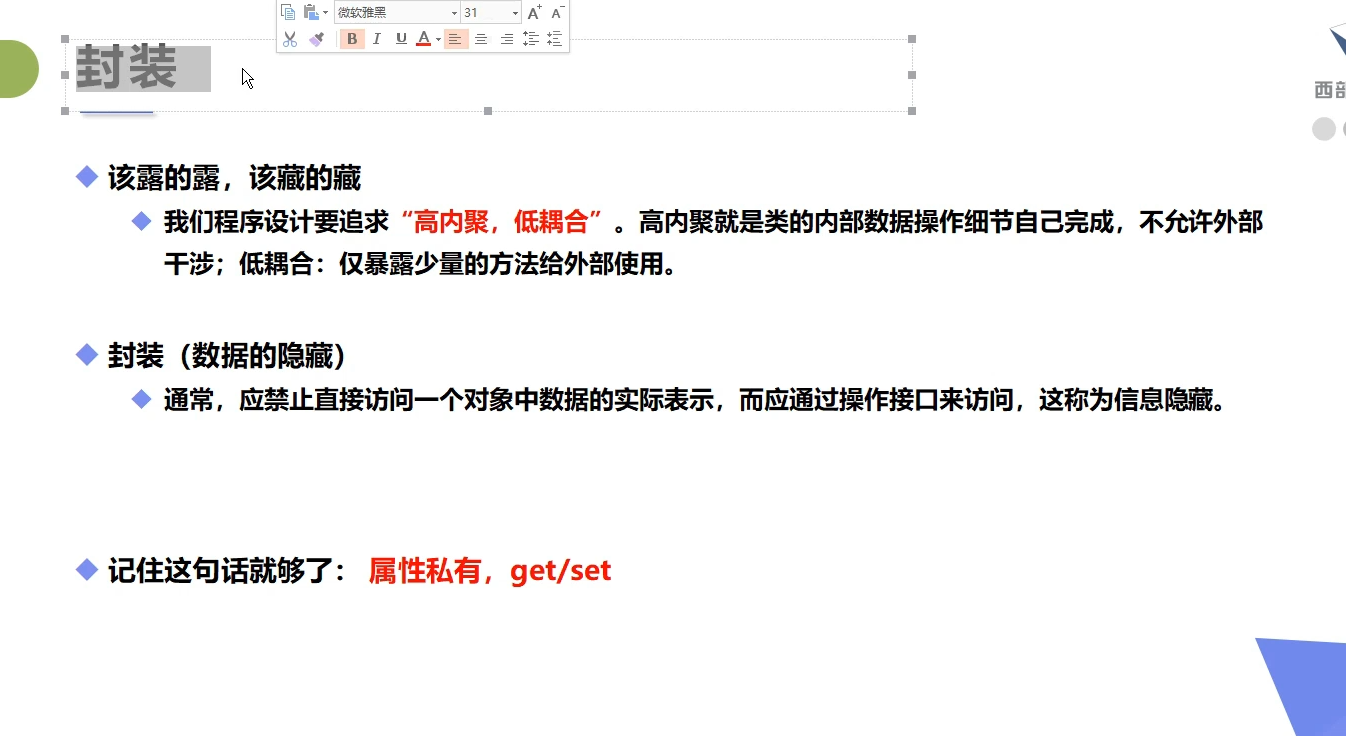 微软雅黑 31 A+ A-
B I U A
封装
西部
该露的露，该藏的藏
我们程序设计要追求“高内聚，低耦合”。高内聚就是类的内部数据操作细节自己完成，不允许外部
干涉；低耦合：仅暴露少量的方法给外部使用。
封装（数据的隐藏）
通常，应禁止直接访问一个对象中数据的实际表示，而应通过操作接口来访问，这称为信息隐藏。
记住这句话就够了： 属性私有，get/set